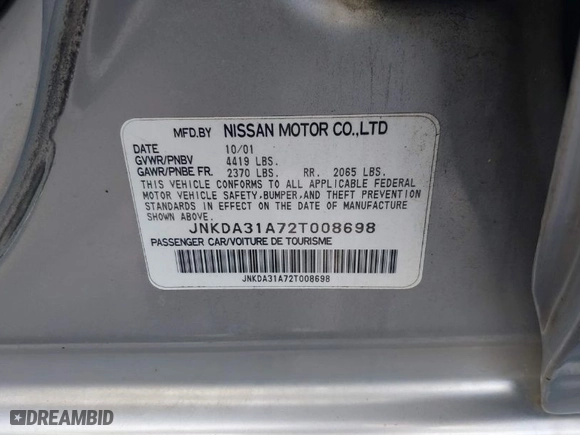 MFD.BY NISSAN MOTOR CO.,LTD
DATE 10/01
GVWR/PNBV 4419 LBS.
GAWR/PNBE FR. 2370 LBS. RR. 2065 LBS.
THIS VEHICLE CONFORMS TO ALL APPLICABLE FEDERAL
MOTOR VEHICLE SAFETY,BUMPER,AND THEFT PREVENTION
STANDARDS IN EFFECT ON THE DATE OF MANUFACTURE
SHOWN ABOVE.
JNKDA31A72T008698
PASSENGER CAR/VOITURE DE TOURISME
JNKDA31A72T008698
DREAMBID